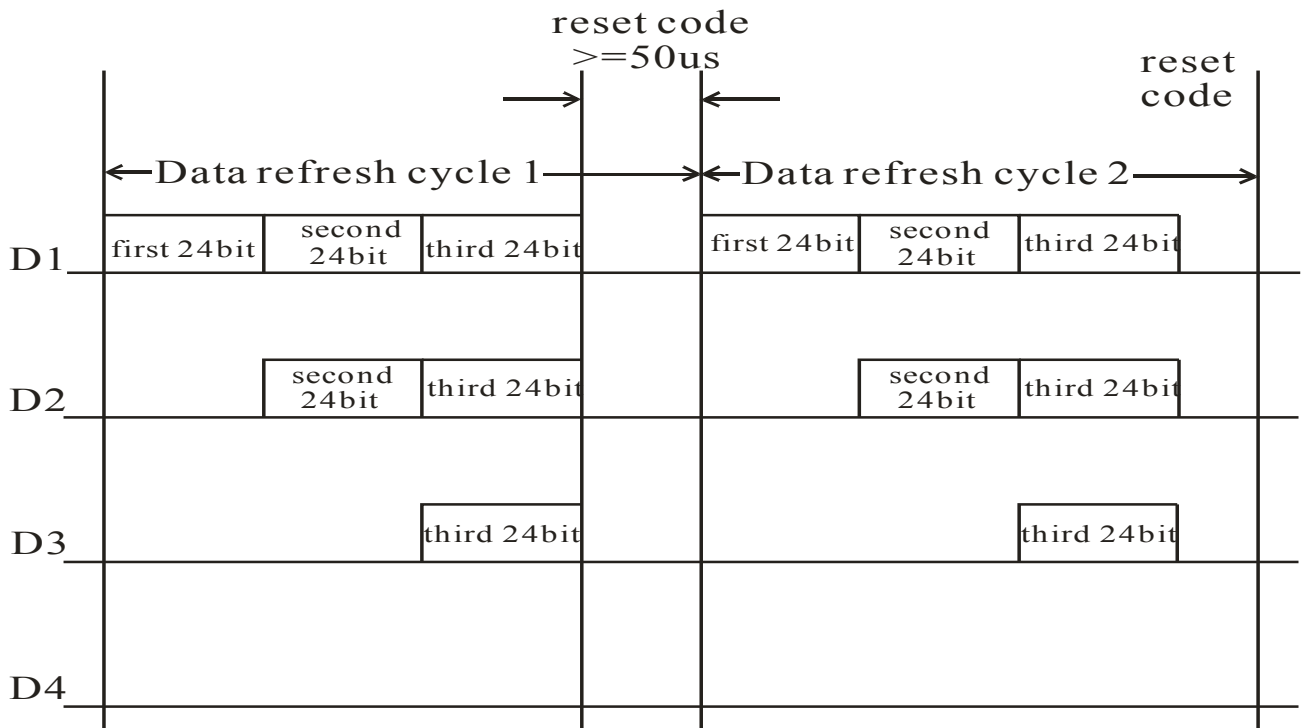 reset code
>=50us
reset
code
Data refresh cycle 1
Data refresh cycle 2
D1
first 24bit
second
24bit
third 24bit
first 24bit
second
24bit
third 24bit
D2
second
24bit
third 24bit
second
24bit
third 24bit
D3
third 24bit
third 24bit
D4